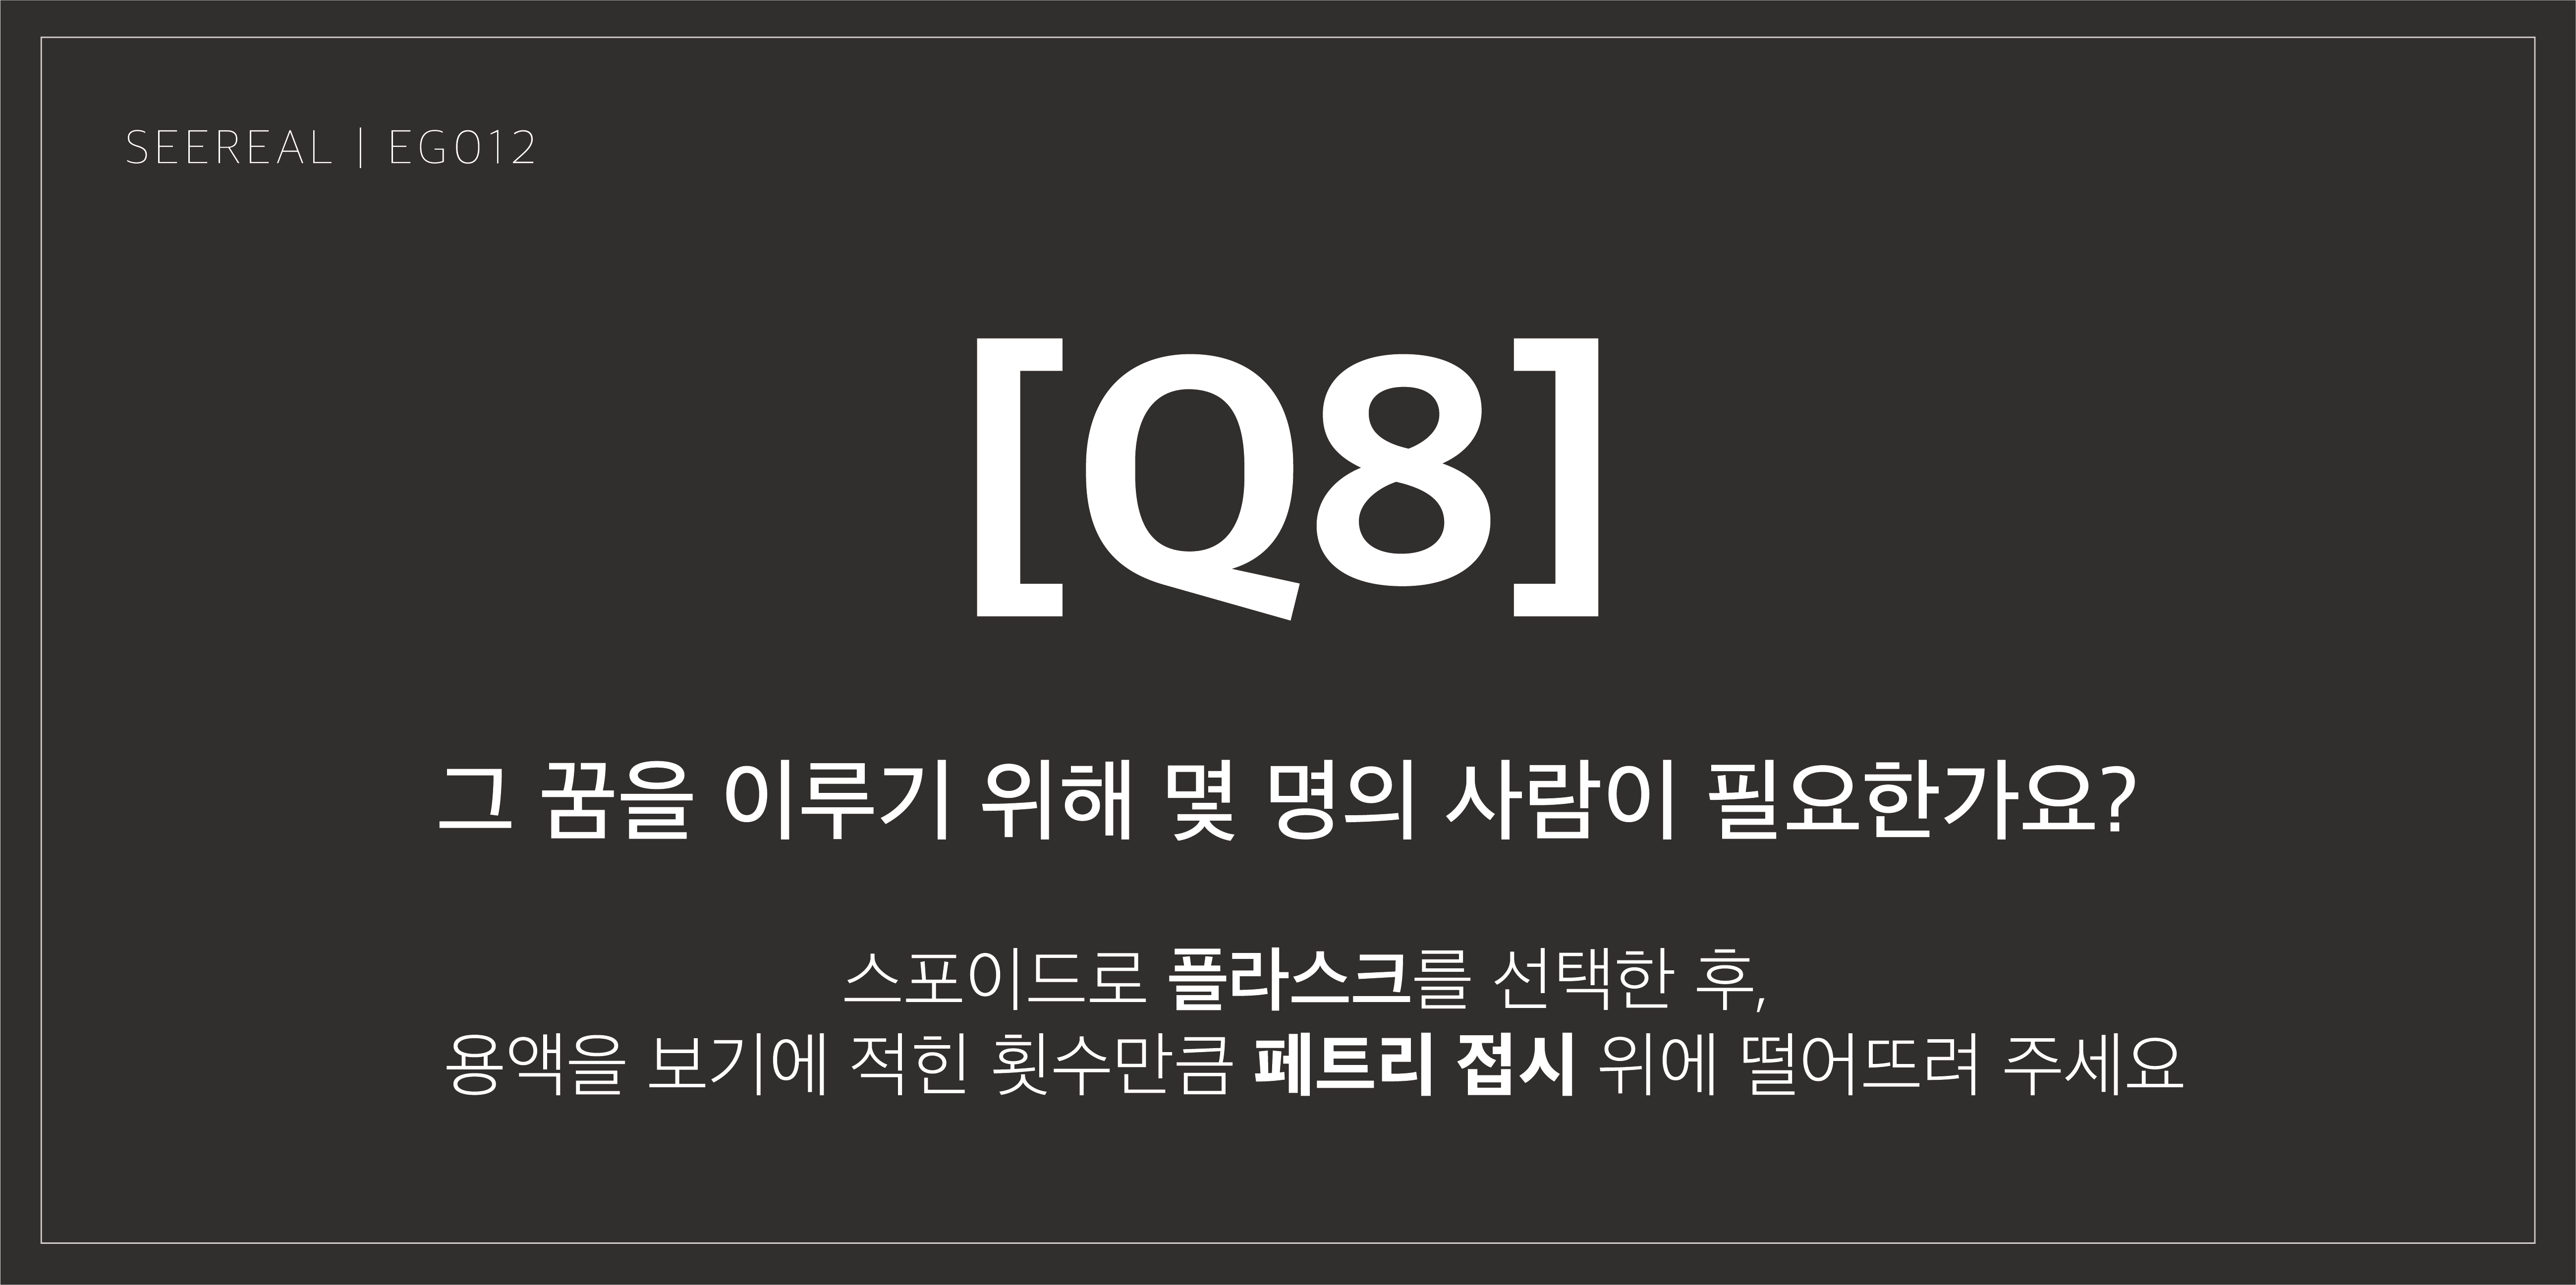 SEEREAL | EG012
[Q8]
그 꿈을 이루기 위해 몇 명의 사람이 필요한가요?
스포이드로 플라스크를 선택한 후,
용액을 보기에 적힌 횟수만큼 페트리 접시 위에 떨어뜨려 주세요